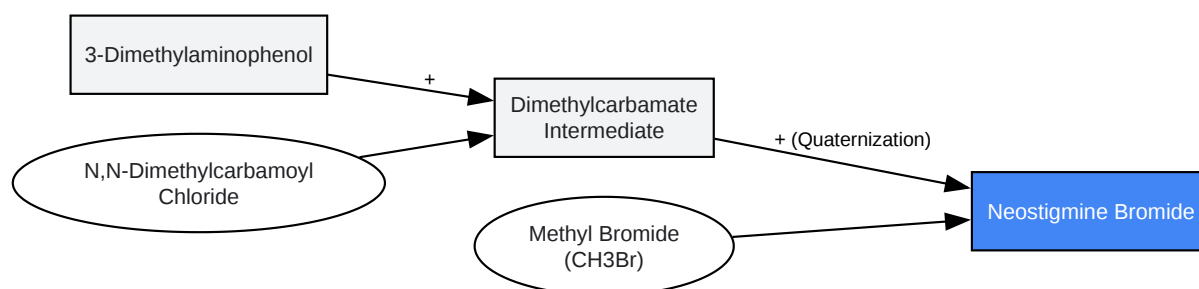 3-Dimethylaminophenol
+
N,N-Dimethylcarbamoyl
Chloride
Dimethylcarbamate
Intermediate
+ (Quaternization)
Methyl Bromide
(CH3Br)
Neostigmine Bromide